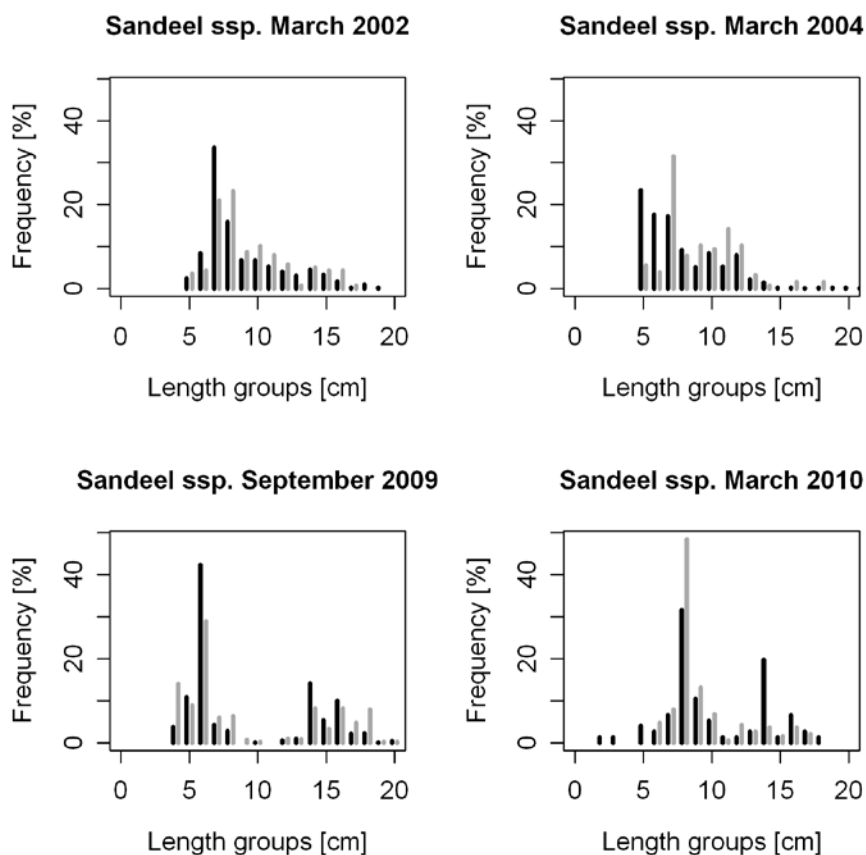 Sandeel ssp. March 2002
Frequency [%]
40
20
0
0 5 10 15 20
Length groups [cm]
Sandeel ssp. March 2004
Frequency [%]
40
20
0
0 5 10 15 20
Length groups [cm]
Sandeel ssp. September 2009
Frequency [%]
40
20
0
0 5 10 15 20
Length groups [cm]
Sandeel ssp. March 2010
Frequency [%]
40
20
0
0 5 10 15 20
Length groups [cm]